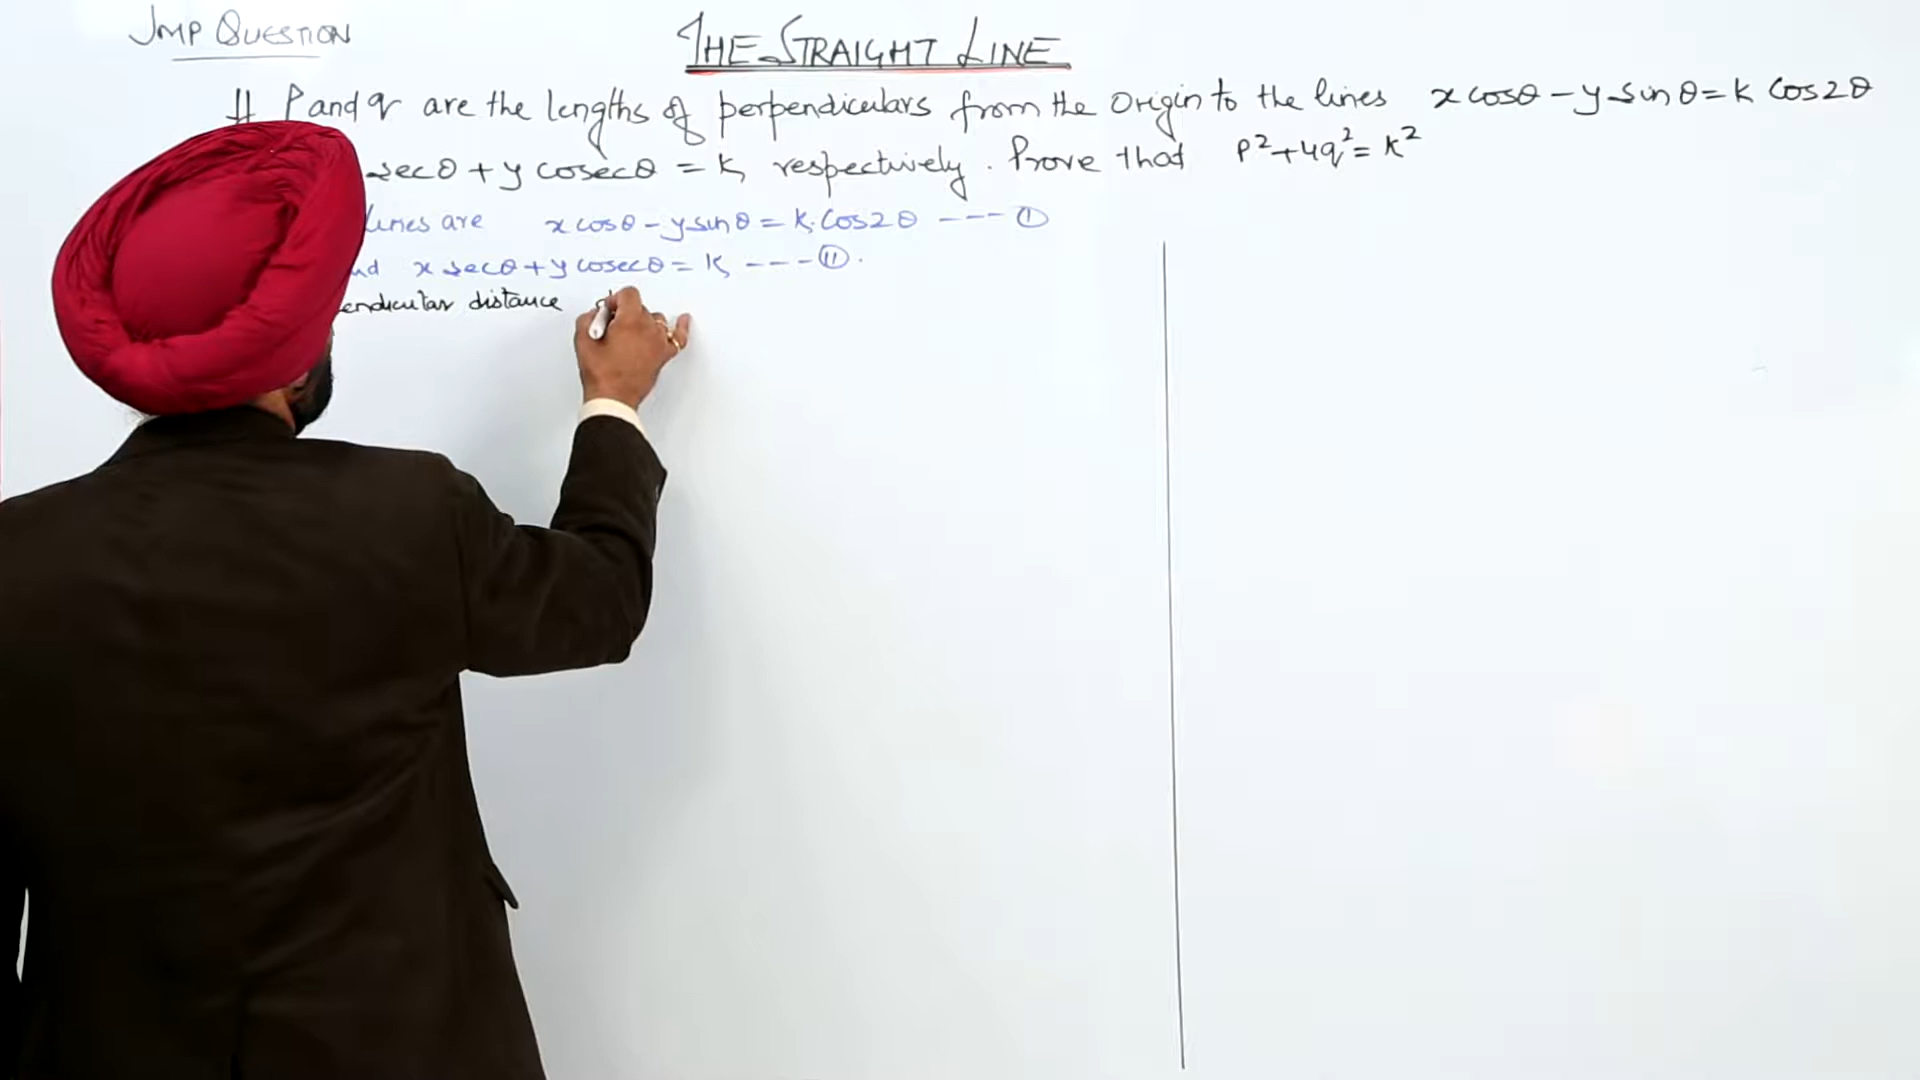 IMP QUESTION
THE STRAIGHT LINE
If P and q are the lengths of perpendiculars from the Origin to the lines x cosθ - y sinθ = k cos2θ
secθ + y cosecθ = k, respectively. Prove that p² + 4q² = k²
lines are x cosθ - y sinθ = k. cos2θ --- ①
x secθ + y cosecθ = k, --- ⑪.
distance